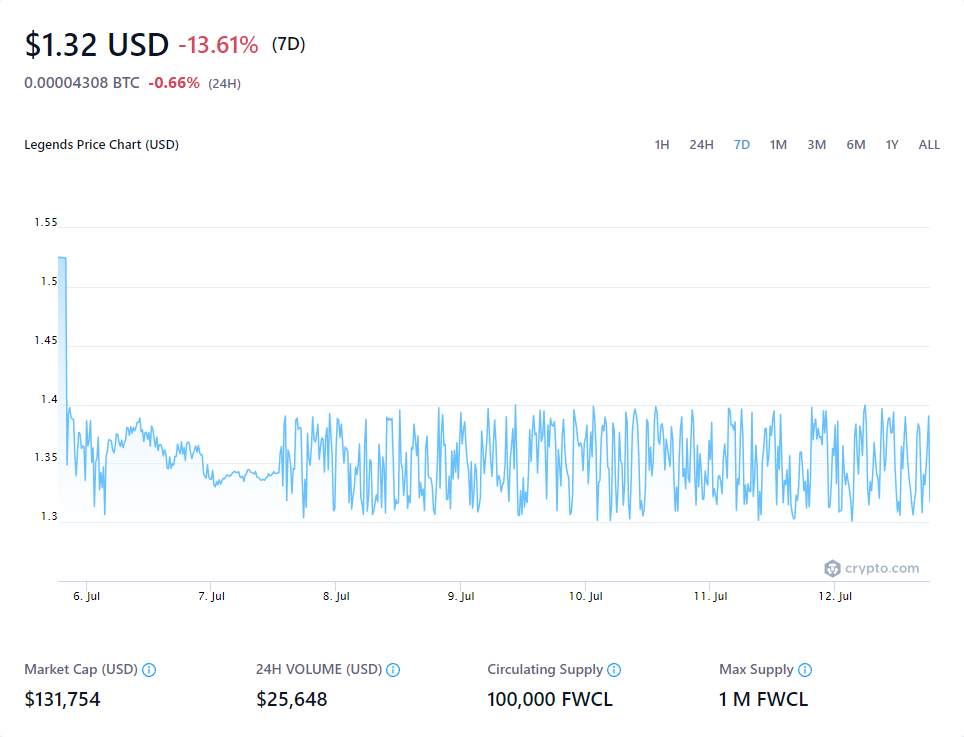 $1.32 USD -13.61% (7D)
0.00004308 BTC -0.66% (24H)
Legends Price Chart (USD) 1H 24H 7D 1M 3M 6M 1Y ALL
1.55
1.5
1.45
1.4
1.35
1.3
crypto.com
6. Jul 7. Jul 8. Jul 9. Jul 10. Jul 11. Jul 12. Jul
Market Cap (USD) 24H VOLUME (USD) Circulating Supply Max Supply
$131,754 $25,648 100,000 FWCL 1 M FWCL